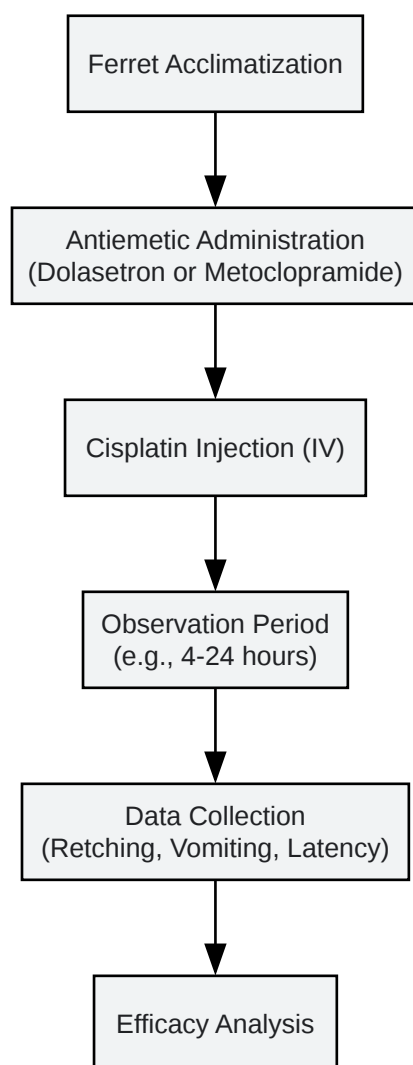 Ferret Acclimatization
Antiemetic Administration
(Dolasetron or Metoclopramide)
Cisplatin Injection (IV)
Observation Period
(e.g., 4-24 hours)
Data Collection
(Retching, Vomiting, Latency)
Efficacy Analysis